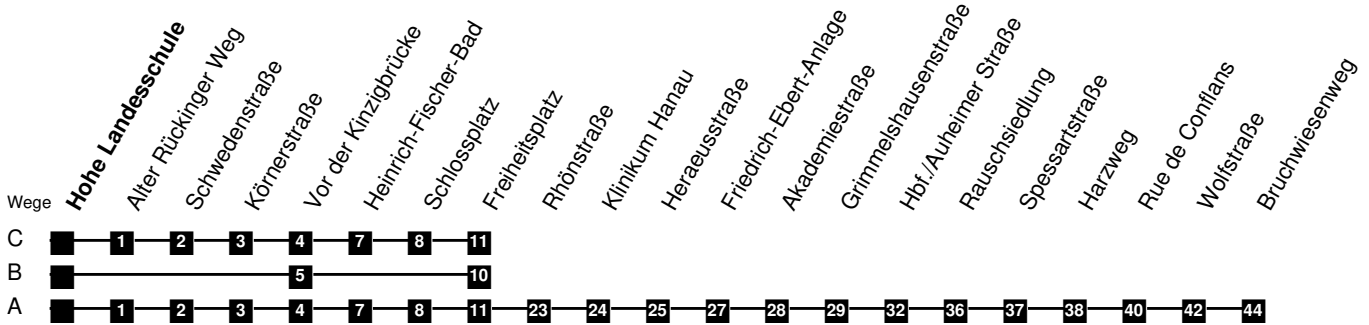 Hohe Landesschule
Alter Rückinger Weg
Schwedenstraße
Körnerstraße
Vor der Kinzigbrücke
Heinrich-Fischer-Bad
Schlossplatz
Freiheitsplatz
Rhönstraße
Klinikum Hanau
Heraeusstraße
Friedrich-Ebert-Anlage
Akademiestraße
Grimmelshausenstraße
Hbf./Auheimer Straße
Rauschsiedlung
Spessartstraße
Harzweg
Rue de Conflans
Wolfstraße
Bruchwiesenweg
Wege
C 1 2 3 4 7 8 11
B 5 10
A 1 2 3 4 7 8 11 23 24 25 27 28 29 32 36 37 38 40 42 44